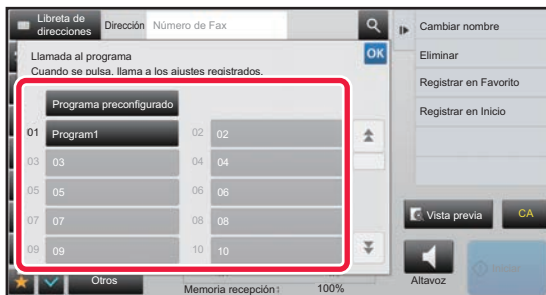 Libreta de direcciones
Dirección
Número de Fax
Cambiar nombre
Llamada al programa
OK
Cuando se pulsa, llama a los ajustes registrados.
Eliminar
Registrar en Favorito
Registrar en Inicio
Programa preconfigurado
01 Program1
02 02
03 03
04 04
05 05
06 06
07 07
08 08
09 09
10 10
Vista previa
CA
Otros
Memoria recepción: 100%
Altavoz
Iniciar